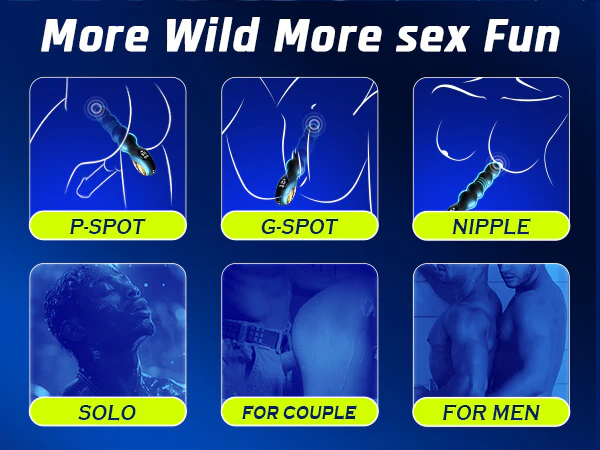 More Wild More sex Fun
P-SPOT
G-SPOT
NIPPLE
SOLO
FOR COUPLE
FOR MEN